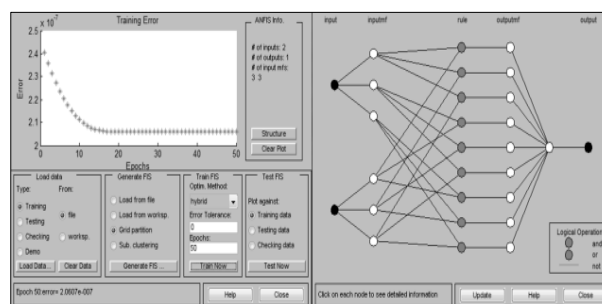 Training Error
x 10^-7
2.5
2.4
2.3
2.2
2.1
2
0
10
20
30
40
50
Error
Epochs
ANFIS Info.
# of inputs: 2
# of outputs: 1
# of input mfs:
3 3
Structure
Clear Plot
Load data
Type:
From:
Training
Testing
Checking
Demo
file
worksp.
Load Data...
Clear Data
Generate FIS
Load from file
Load from worksp.
Grid partition
Sub. clustering
Generate FIS ...
Train FIS
Optim. Method:
hybrid
Error Tolerance:
0
Epochs:
50
Train Now
Test FIS
Plot against:
Training data
Testing data
Checking data
Test Now
Epoch 50:error= 2.0607e-007
Help
Close
input
inputmf
rule
outputmf
output
Logical Operations
and
or
not
Click on each node to see detailed information
Update
Help
Close